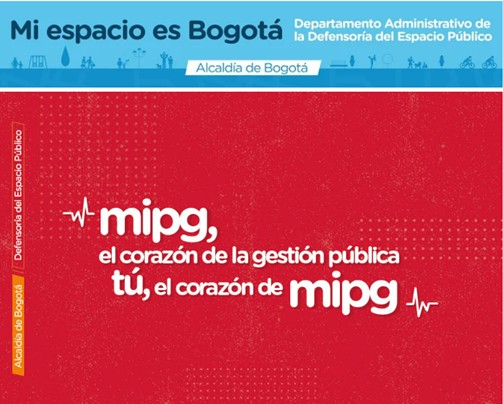 Mi espacio es Bogotá
Departamento Administrativo de
la Defensoría del Espacio Público
Alcaldía de Bogotá
mipg,
el corazón de la gestión pública
tú, el corazón de mipg
Defensoría del Espacio Público
Alcaldía de Bogotá